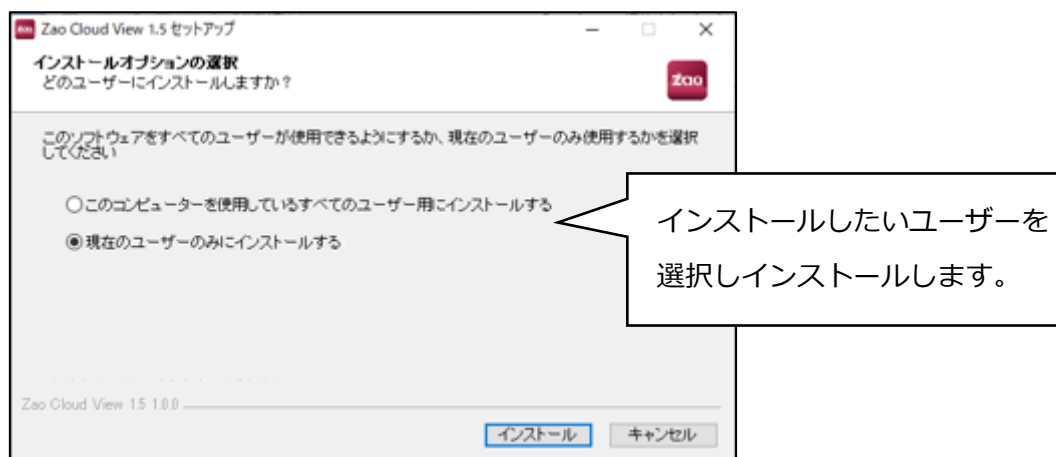 zao
Zao Cloud View 1.5 セットアップ
インストールオプションの選択
どのユーザーにインストールしますか？
zao
このソフトウェアをすべてのユーザーが使用できるようにするか、現在のユーザーのみ使用するかを選択
してください
このコンピューターを使用しているすべてのユーザー用にインストールする
現在のユーザーのみにインストールする
インストールしたいユーザーを
選択しインストールします。
Zao Cloud View 1.5 1.0.0
インストール
キャンセル